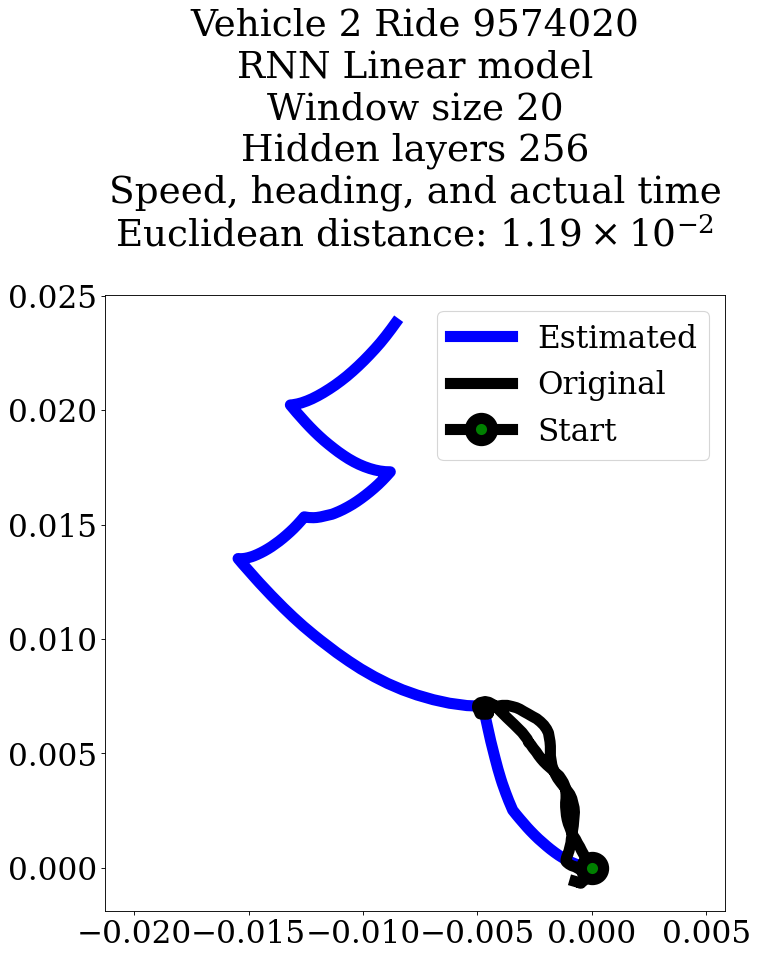 Vehicle 2 Ride 9574020
RNN Linear model
Window size 20
Hidden layers 256
Speed, heading, and actual time
Euclidean distance: 1.19 × 10⁻²
0.025
0.020
0.015
0.010
0.005
0.000
Estimated
Original
Start
−0.020 −0.015 −0.010 −0.005 0.000 0.005